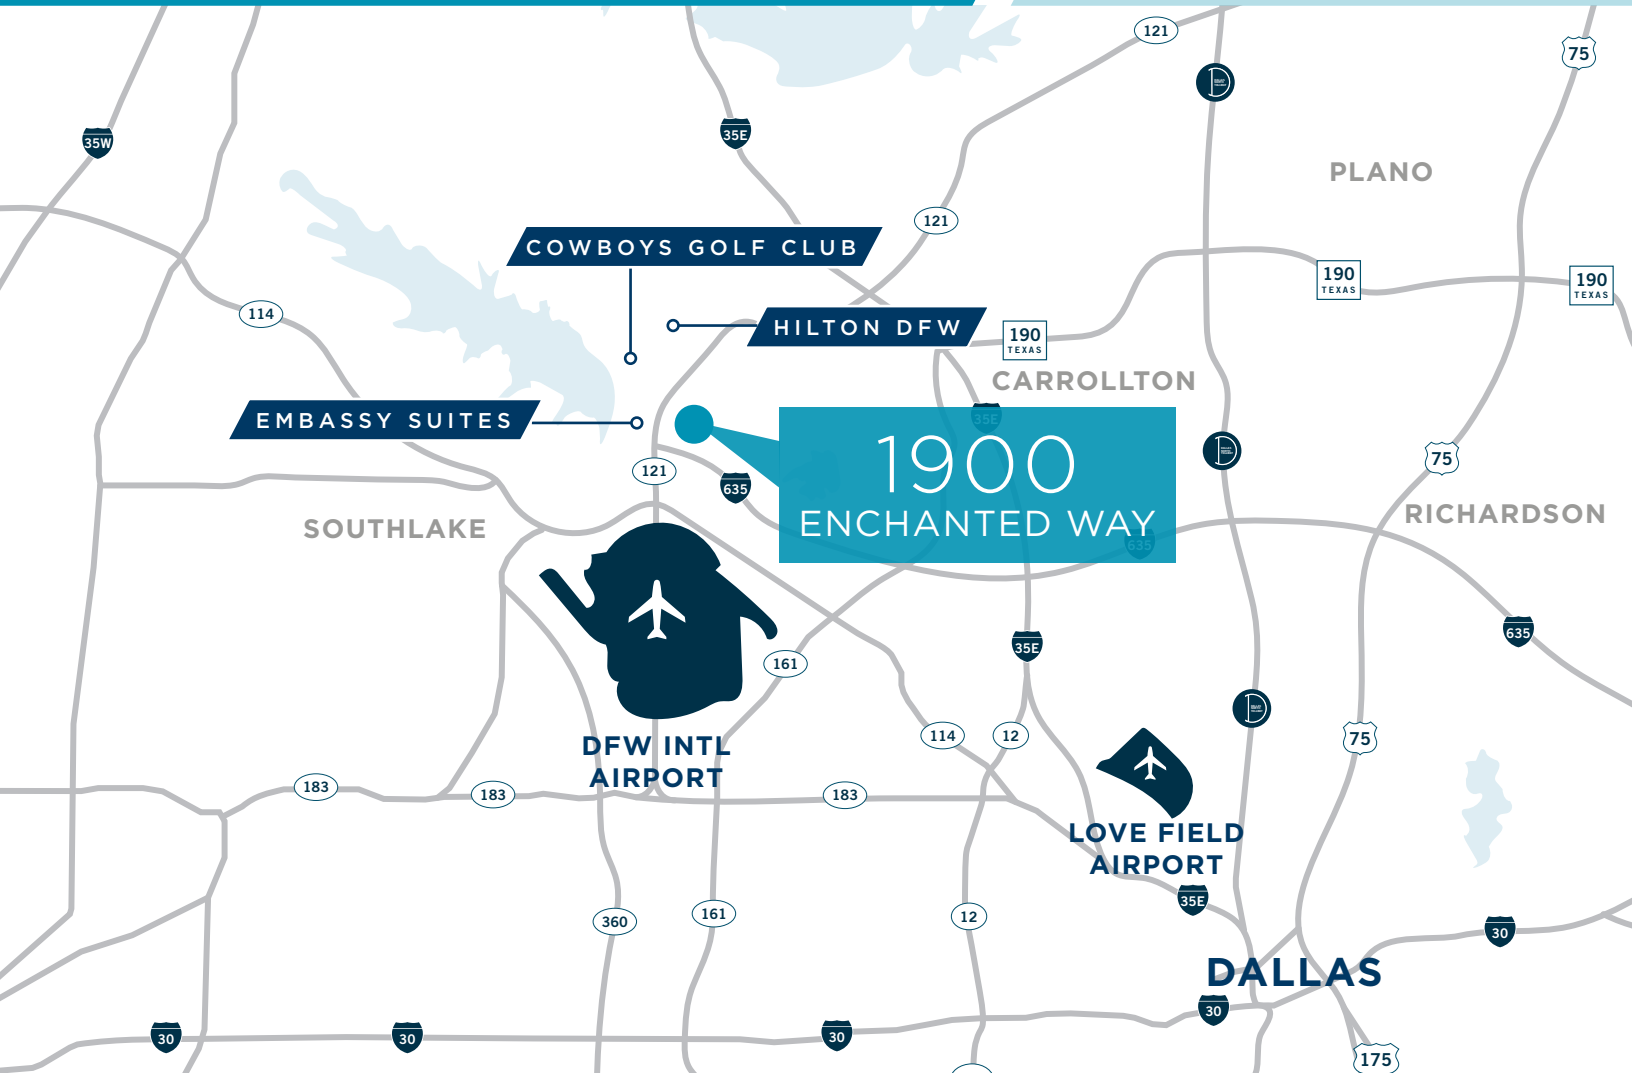 121
75
35W
35E
PLANO
121
COWBOYS GOLF CLUB
190
TEXAS
190
TEXAS
114
HILTON DFW
190
TEXAS
CARROLLTON
EMBASSY SUITES
35E
1900
ENCHANTED WAY
75
121
635
RICHARDSON
SOUTHLAKE
635
635
35E
161
114
12
75
DFW INTL
AIRPORT
183
183
183
LOVE FIELD
AIRPORT
35E
360
161
12
30
DALLAS
30
30
30
30
175